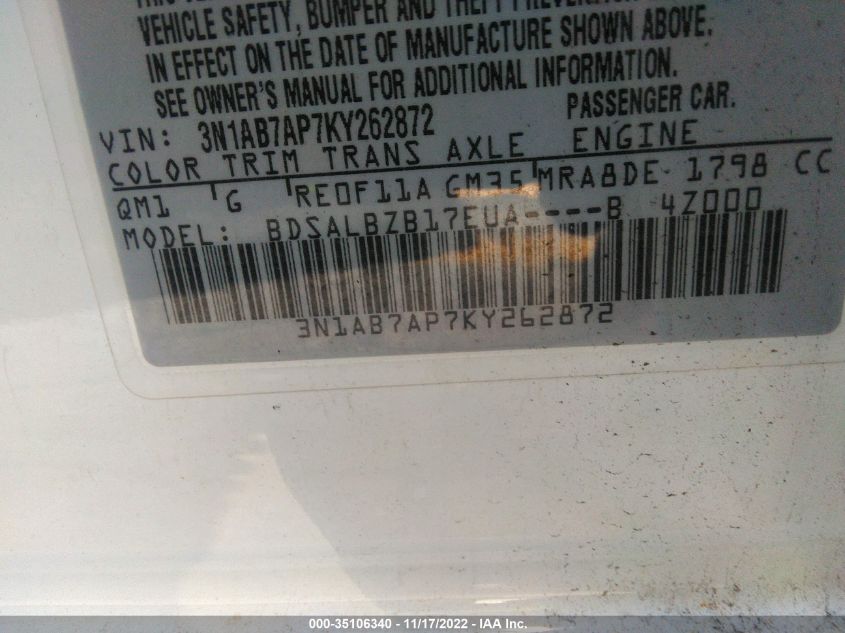 VEHICLE SAFETY, BUMPER AND THEFT PREVENTION
IN EFFECT ON THE DATE OF MANUFACTURE SHOWN ABOVE.
SEE OWNER'S MANUAL FOR ADDITIONAL INFORMATION.
PASSENGER CAR.
VIN: 3N1AB7AP7KY262872
COLOR TRIM TRANS AXLE ENGINE
QM1 G RE0F11A GM35 MRA8DE 1798 CC
MODEL: BDSALBZB17EUA----B 4Z000
3N1AB7AP7KY262872
000-35106340 - 11/17/2022 - IAA Inc.